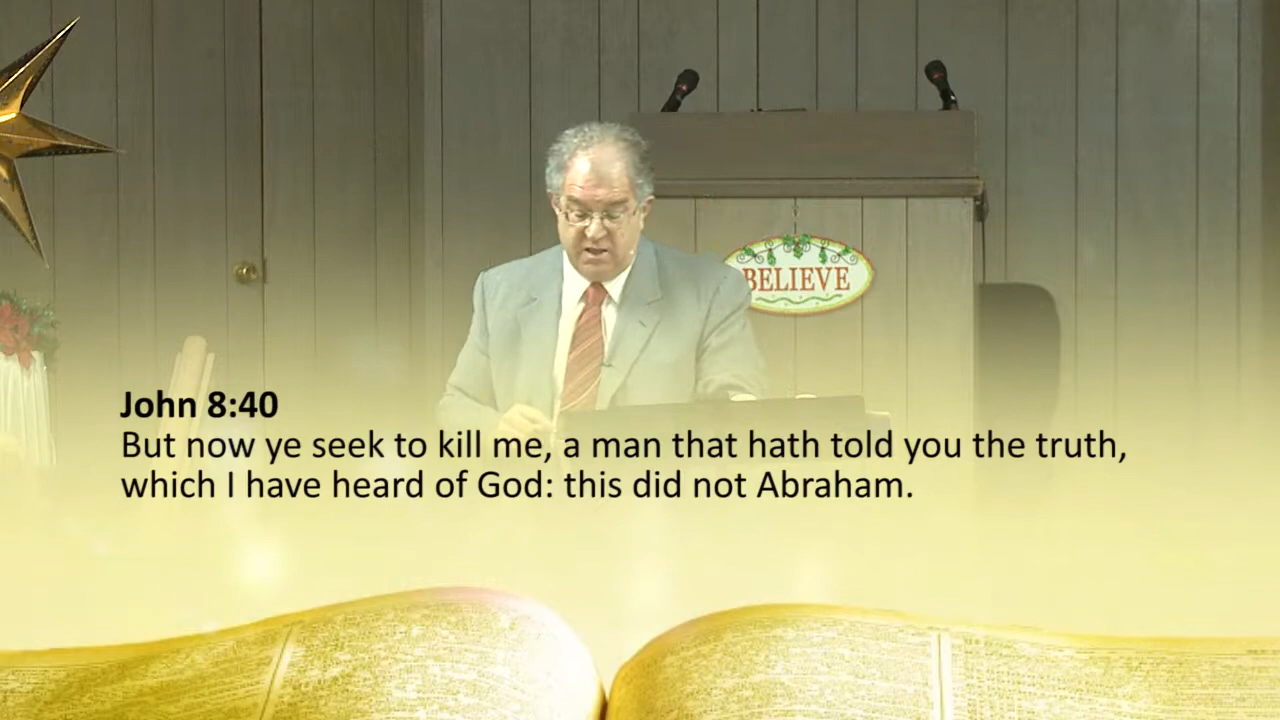 BELIEVE
John 8:40
But now ye seek to kill me, a man that hath told you the truth,
which I have heard of God: this did not Abraham.